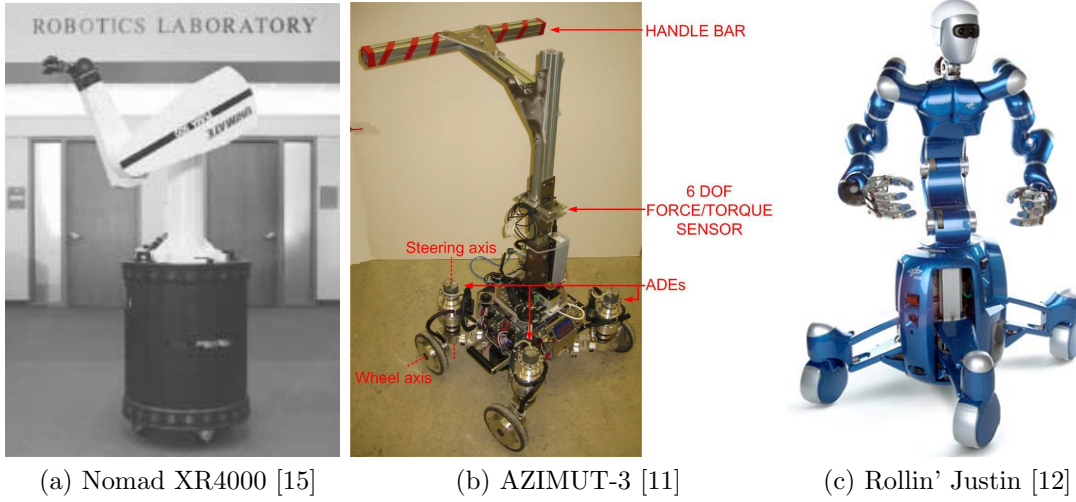 ROBOTICS LABORATORY
UNIMATE
HANDLE BAR
6 DOF
FORCE/TORQUE
SENSOR
Steering axis
ADEs
Wheel axis
(a) Nomad XR4000 [15]
(b) AZIMUT-3 [11]
(c) Rollin' Justin [12]